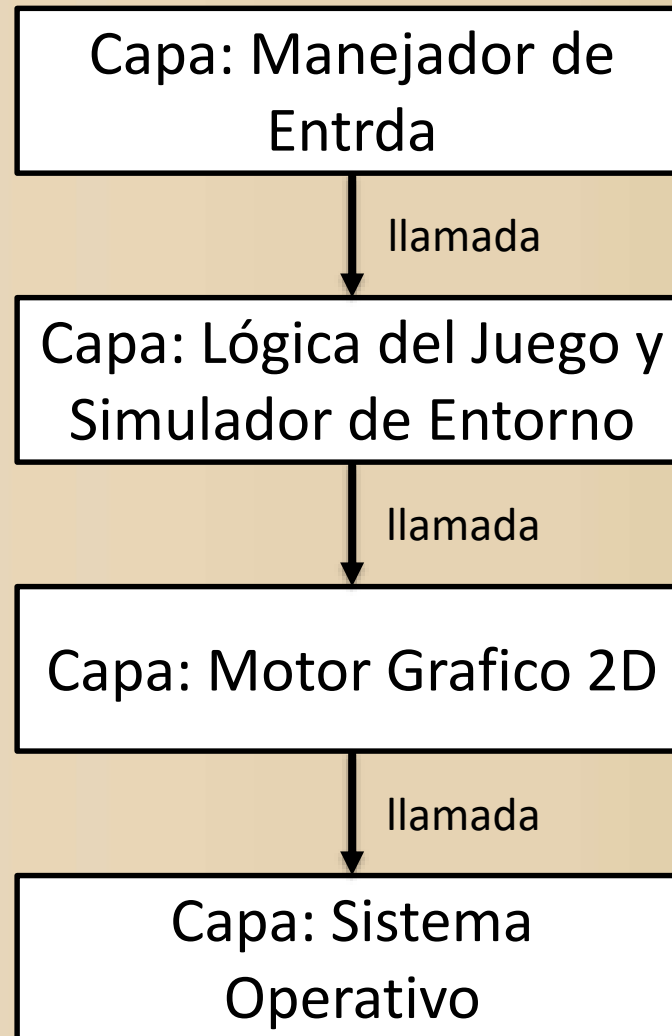 Capa: Manejador de
Entrda
llamada
Capa: Lógica del Juego y
Simulador de Entorno
llamada
Capa: Motor Grafico 2D
llamada
Capa: Sistema
Operativo